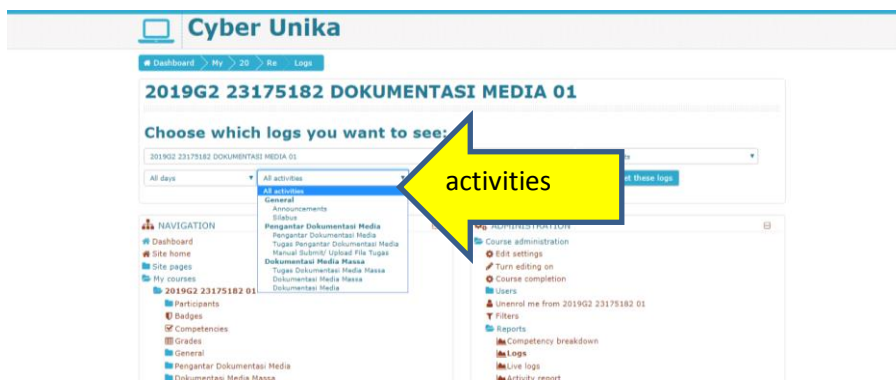 Cyber Unika
Dashboard My 20 Re Logs
2019G2 23175182 DOKUMENTASI MEDIA 01
Choose which logs you want to see:
2019G2 23175182 DOKUMENTASI MEDIA 01
All days All activities these logs
activities
All activities
General
Announcements
Silabus
Pengantar Dokumentasi Media
Pengantar Dokumentasi Media
Tugas Pengantar Dokumentasi Media
Manual Submit/ Upload File Tugas
Dokumentasi Media Massa
Tugas Dokumentasi Media Massa
Dokumentasi Media Massa
Dokumentasi Media
NAVIGATION
Dashboard
Site home
Site pages
My courses
2019G2 23175182 01
Participants
Badges
Competencies
Grades
General
Pengantar Dokumentasi Media
Dokumentasi Media Massa
ADMINISTRATION
Course administration
Edit settings
Turn editing on
Course completion
Users
Unenrol me from 2019G2 23175182 01
Filters
Reports
Competency breakdown
Logs
Live logs
Activity report